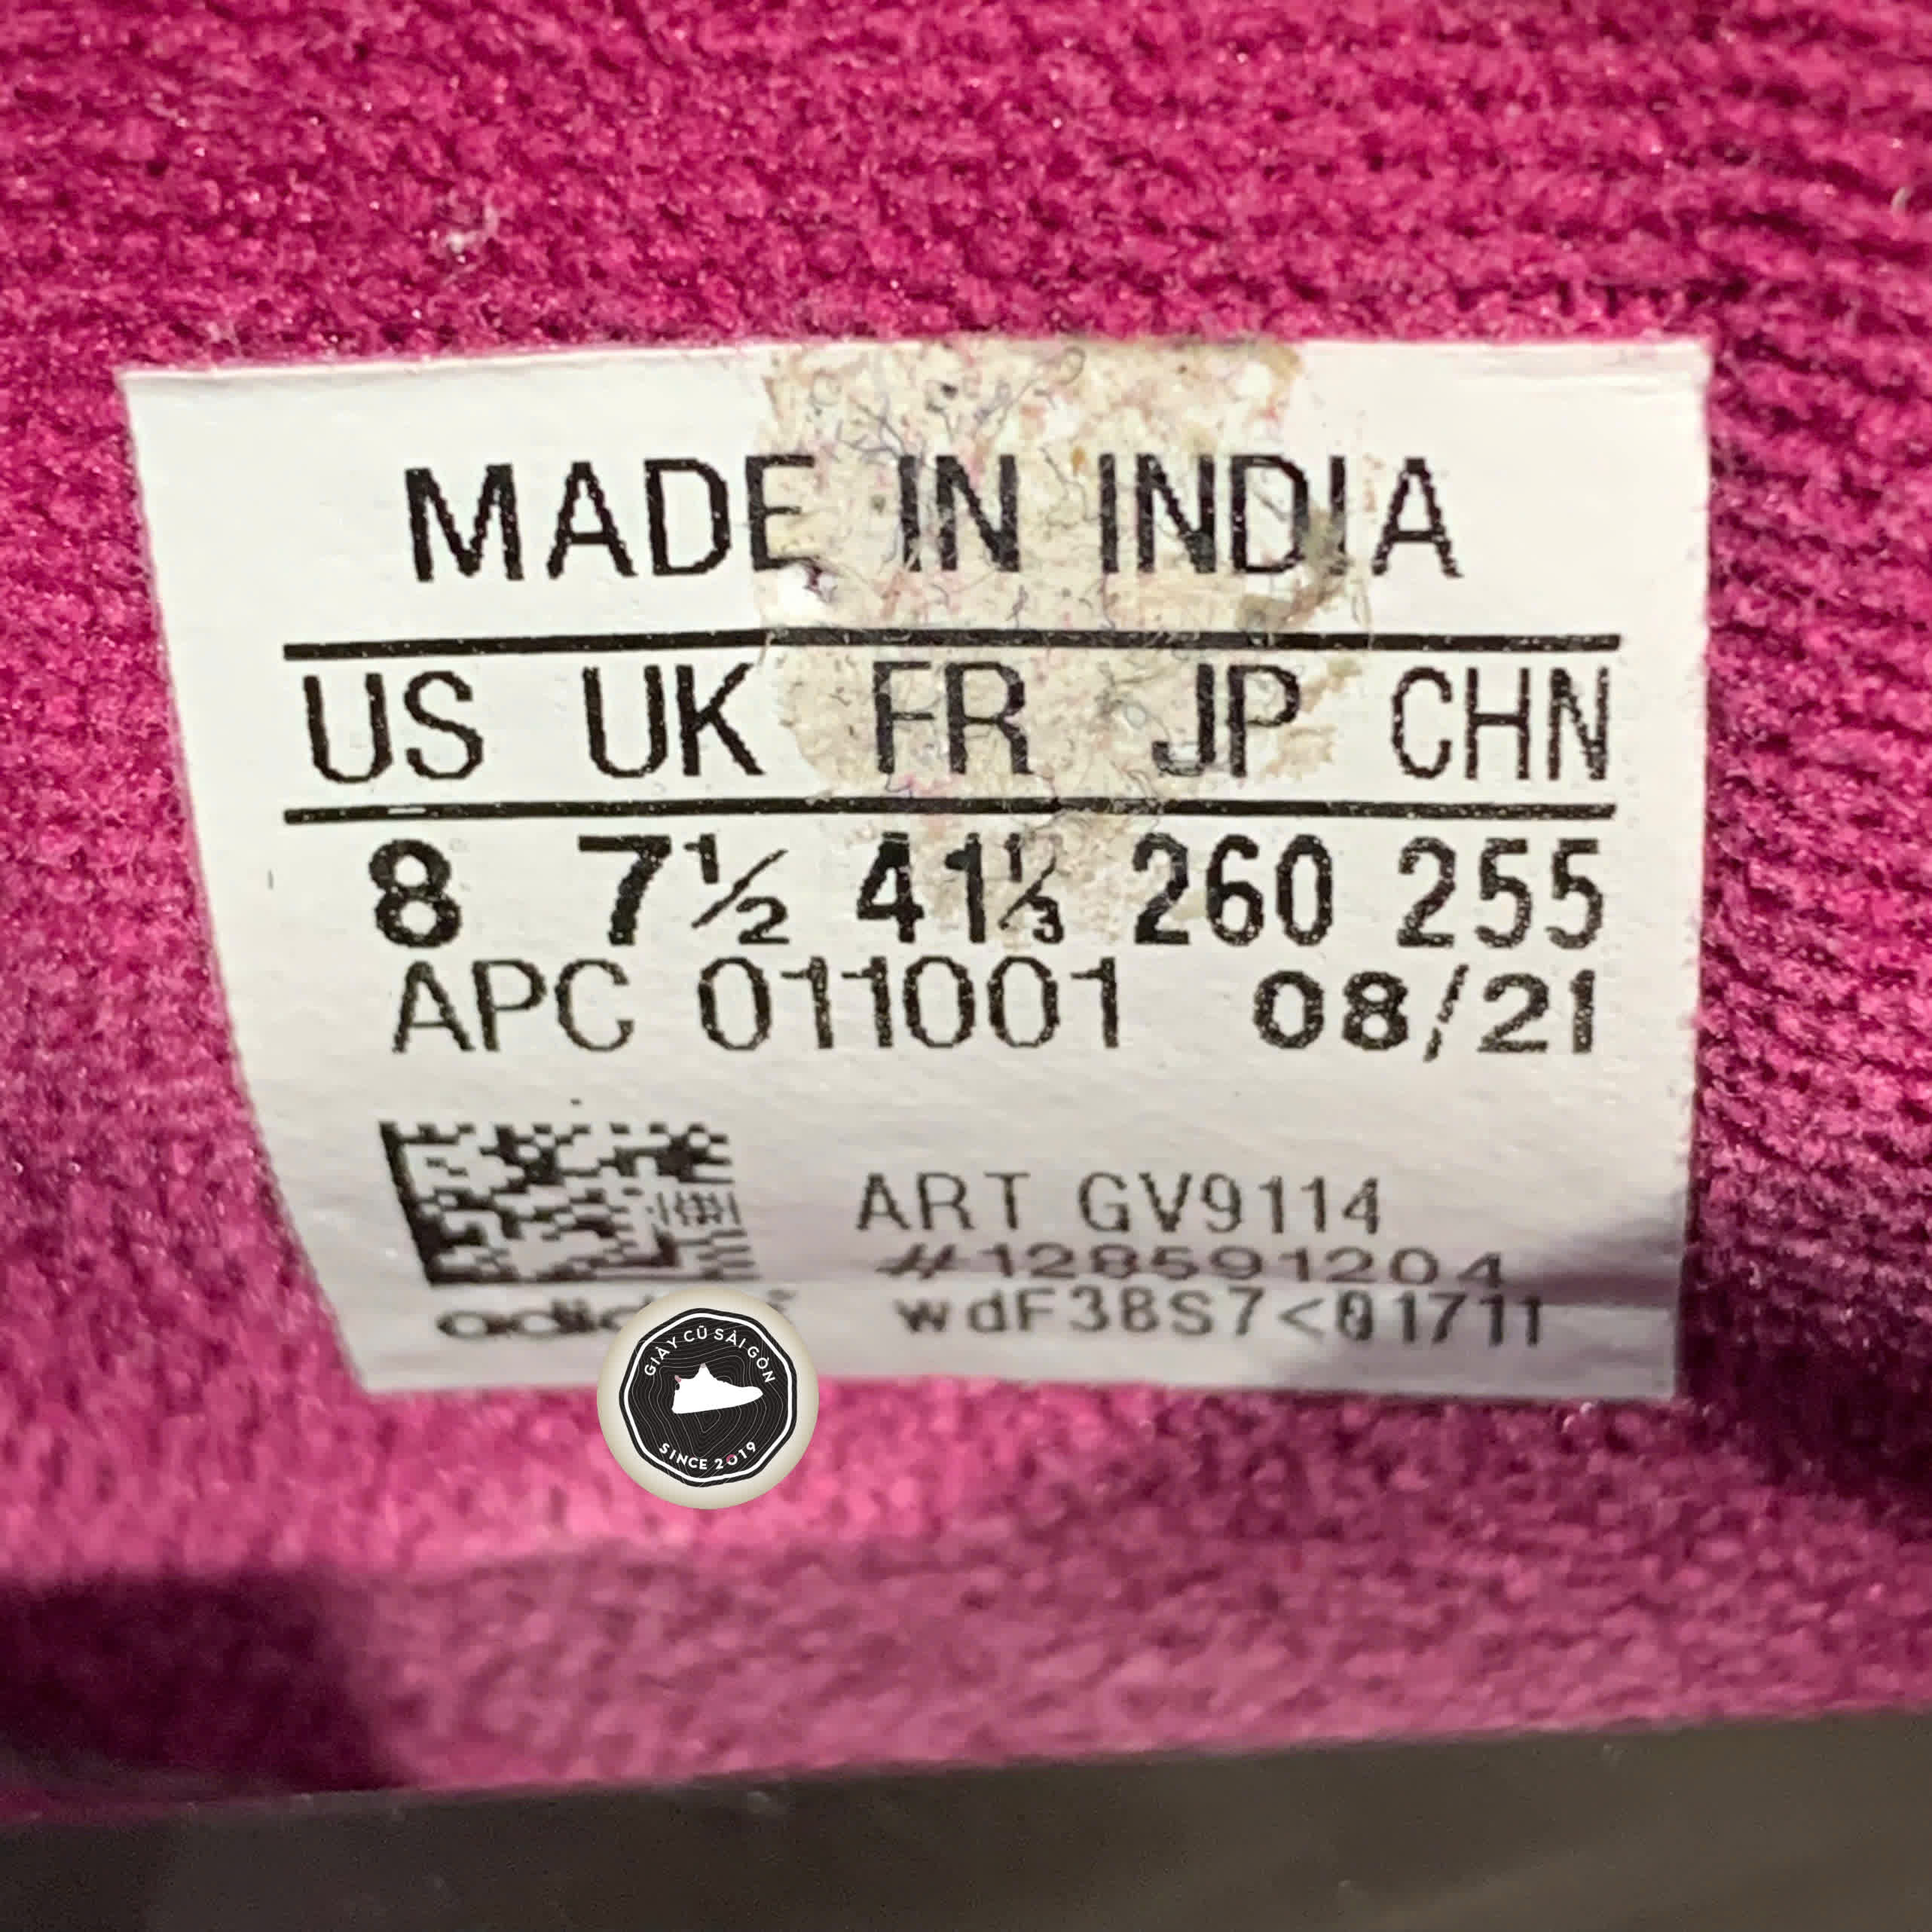 MADE IN INDIA
US UK FR JP CHN
8 7½ 41⅓ 260 255
APC 011001 08/21
ART GV9114
#128591204
wdF38S7<01711
GIÀY CŨ SÀI GÒN
SINCE 2019